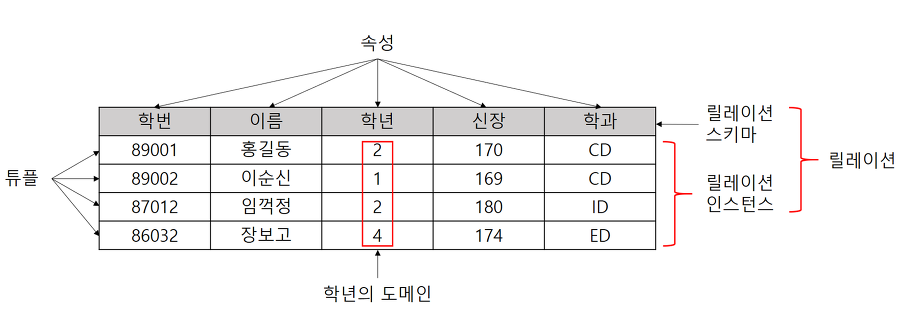 속성
학번 이름 학년 신장 학과
89001 홍길동 2 170 CD
89002 이순신 1 169 CD
87012 임꺽정 2 180 ID
86032 장보고 4 174 ED
튜플
릴레이션
스키마
릴레이션
인스턴스
릴레이션
학년의 도메인